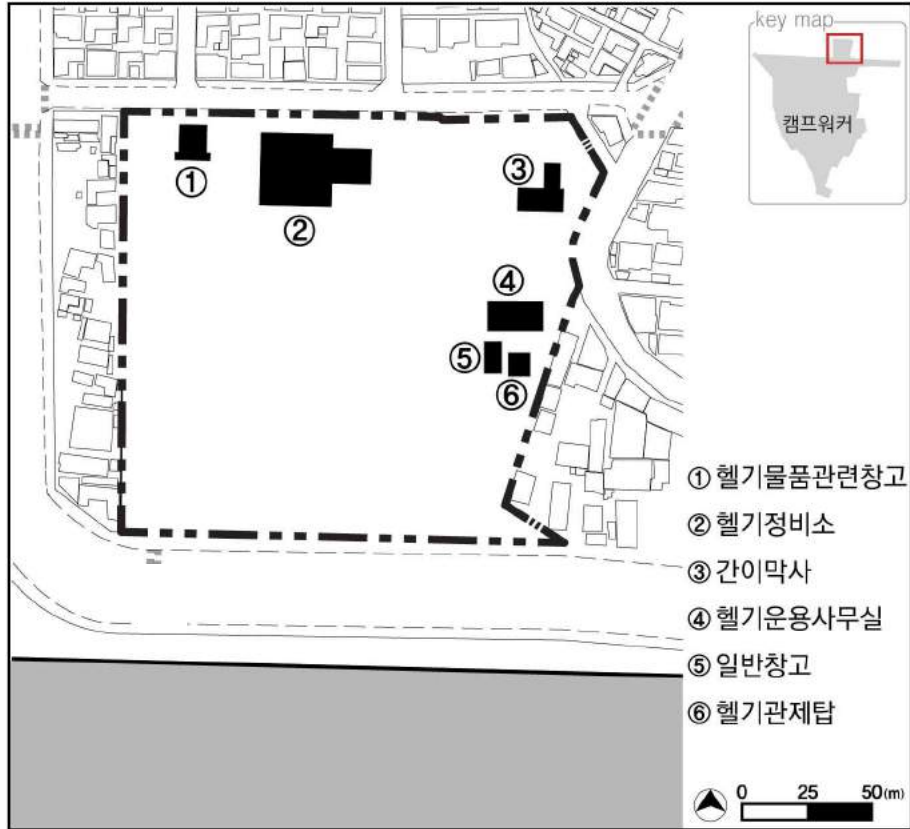 key map
캠프워커
①
②
③
④
⑤
⑥
① 헬기물품관련창고
② 헬기정비소
③ 간이막사
④ 헬기운용사무실
⑤ 일반창고
⑥ 헬기관제탑
0 25 50(m)